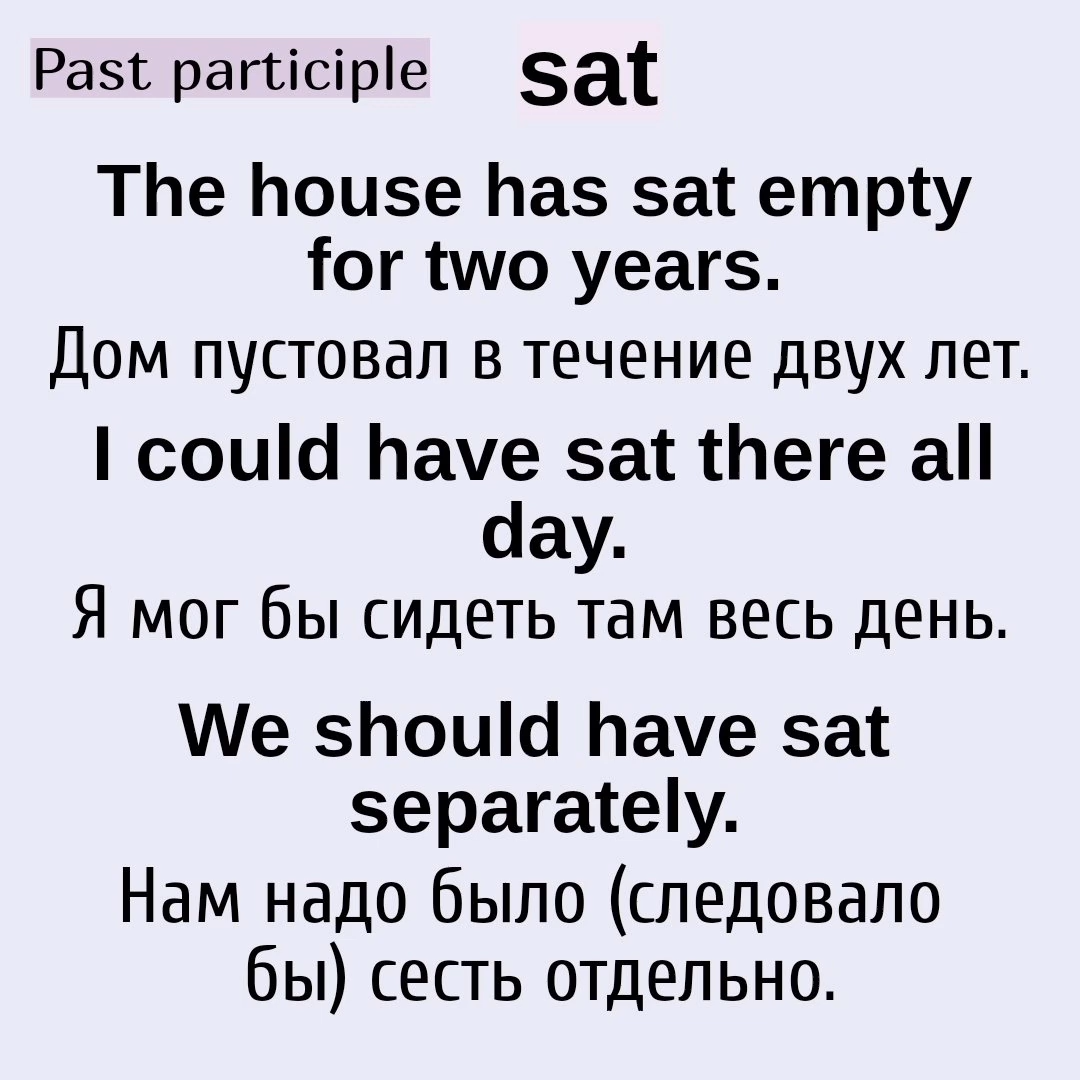 Past participle sat
The house has sat empty
for two years.
Дом пустовал в течение двух лет.
I could have sat there all
day.
Я мог бы сидеть там весь день.
We should have sat
separately.
Нам надо было (следовало
бы) сесть отдельно.